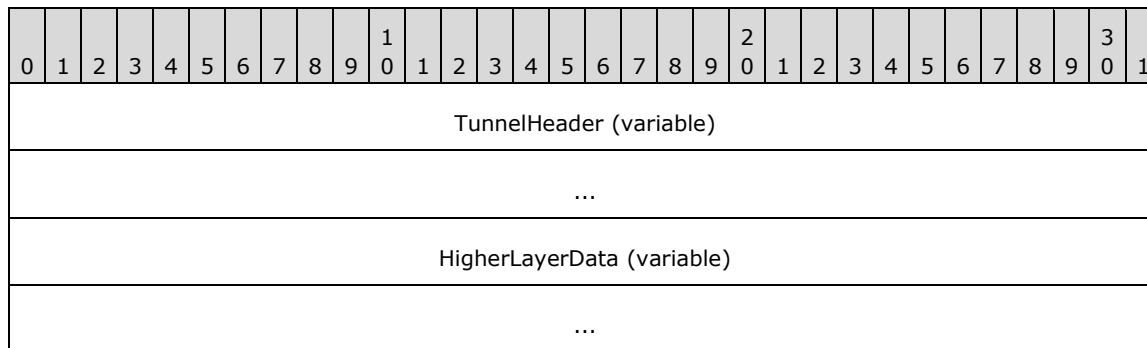 1 2 3
0 1 2 3 4 5 6 7 8 9 0 1 2 3 4 5 6 7 8 9 0 1 2 3 4 5 6 7 8 9 0 1
TunnelHeader (variable)
...
HigherLayerData (variable)
...